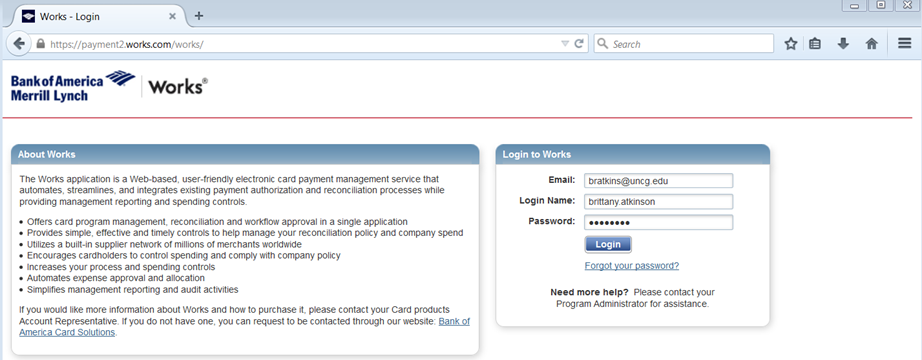 Works - Login
https://payment2.works.com/works/
Search
Bank of America
Merrill Lynch
Works®
About Works
The Works application is a Web-based, user-friendly electronic card payment management service that
automates, streamlines, and integrates existing payment authorization and reconciliation processes while
providing management reporting and spending controls.
• Offers card program management, reconciliation and workflow approval in a single application
• Provides simple, effective and timely controls to help manage your reconciliation policy and company spend
• Utilizes a built-in supplier network of millions of merchants worldwide
• Encourages cardholders to control spending and comply with company policy
• Increases your process and spending controls
• Automates expense approval and allocation
• Simplifies management reporting and audit activities
If you would like more information about Works and how to purchase it, please contact your Card products
Account Representative. If you do not have one, you can request to be contacted through our website: Bank of
America Card Solutions.
Login to Works
Email: bratkins@uncg.edu
Login Name: brittany.atkinson
Password: ••••••••
Login
Forgot your password?
Need more help? Please contact your
Program Administrator for assistance.